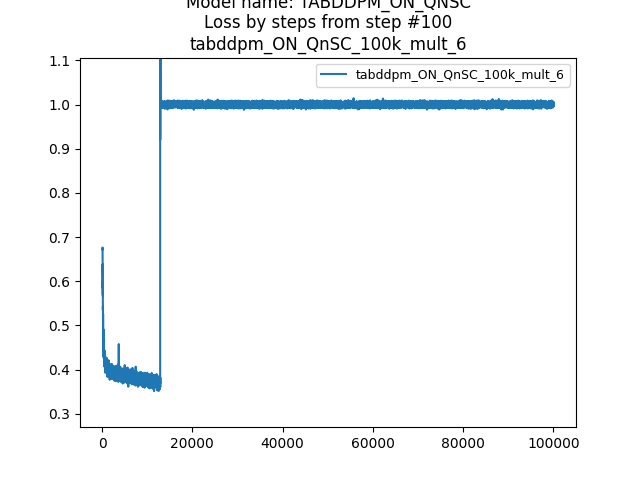 Model name: TABDDPM_ON_QNSC
Loss by steps from step #100
tabddpm_ON_QnSC_100k_mult_6
tabddpm_ON_QnSC_100k_mult_6
1.1
1.0
0.9
0.8
0.7
0.6
0.5
0.4
0.3
0 20000 40000 60000 80000 100000